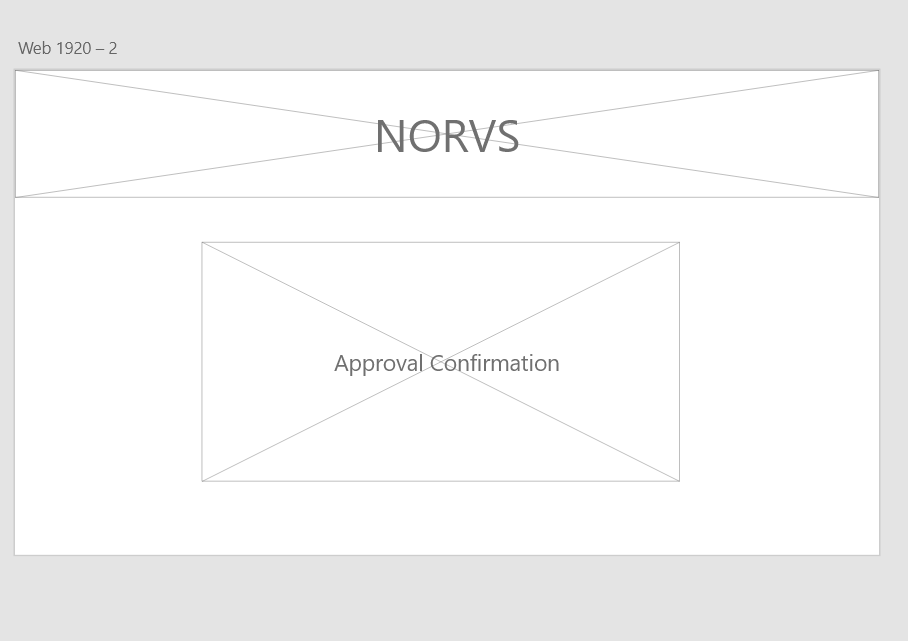 Web 1920 – 2
NORVS
Approval Confirmation